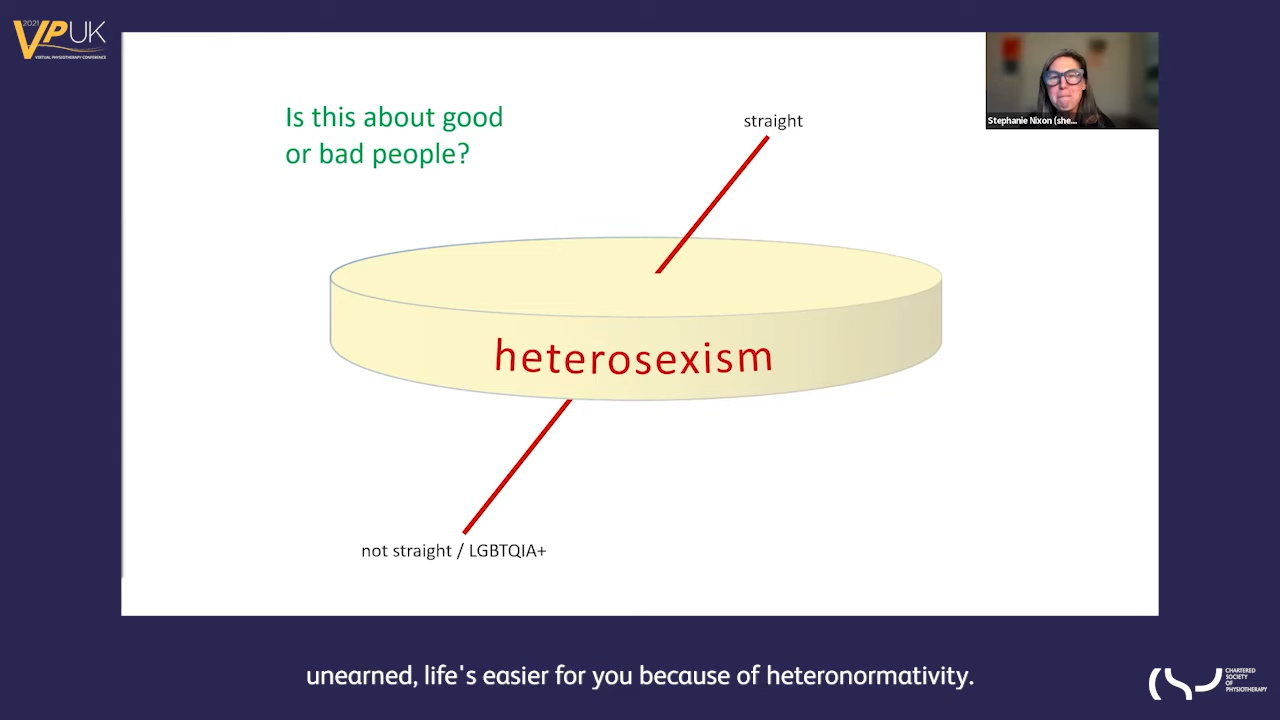 2021
VPUK
VIRTUAL PHYSIOTHERAPY CONFERENCE
Is this about good
or bad people?
straight
Stephanie Nixon (she...
heterosexism
not straight / LGBTQIA+
unearned, life's easier for you because of heteronormativity.
CHARTERED
SOCIETY
OF
PHYSIOTHERAPY